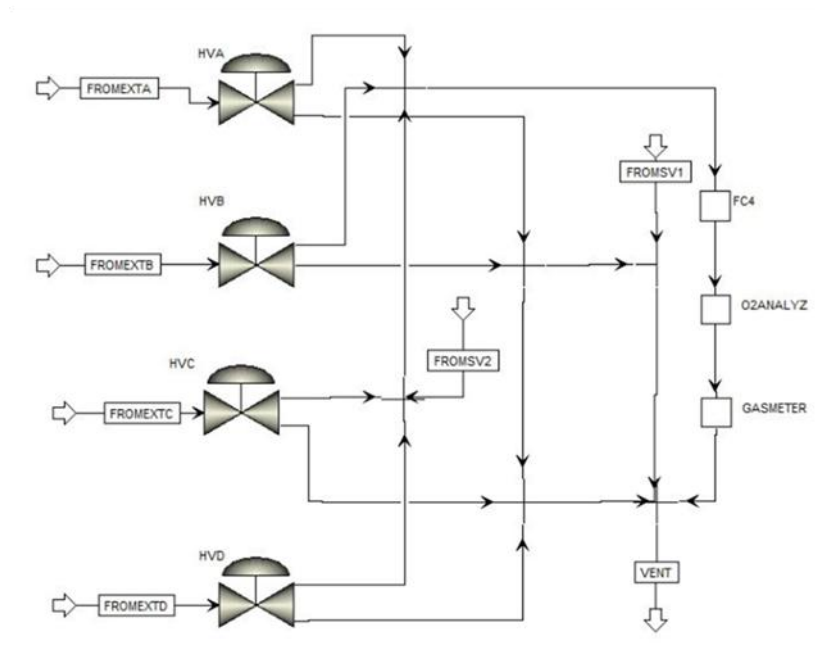 HVA
FROMEXTA
FROMSV1
HVB
FC4
FROMEXTB
O2ANALYZ
HVC
FROMSV2
FROMEXTC
GASMETER
HVD
VENT
FROMEXTD